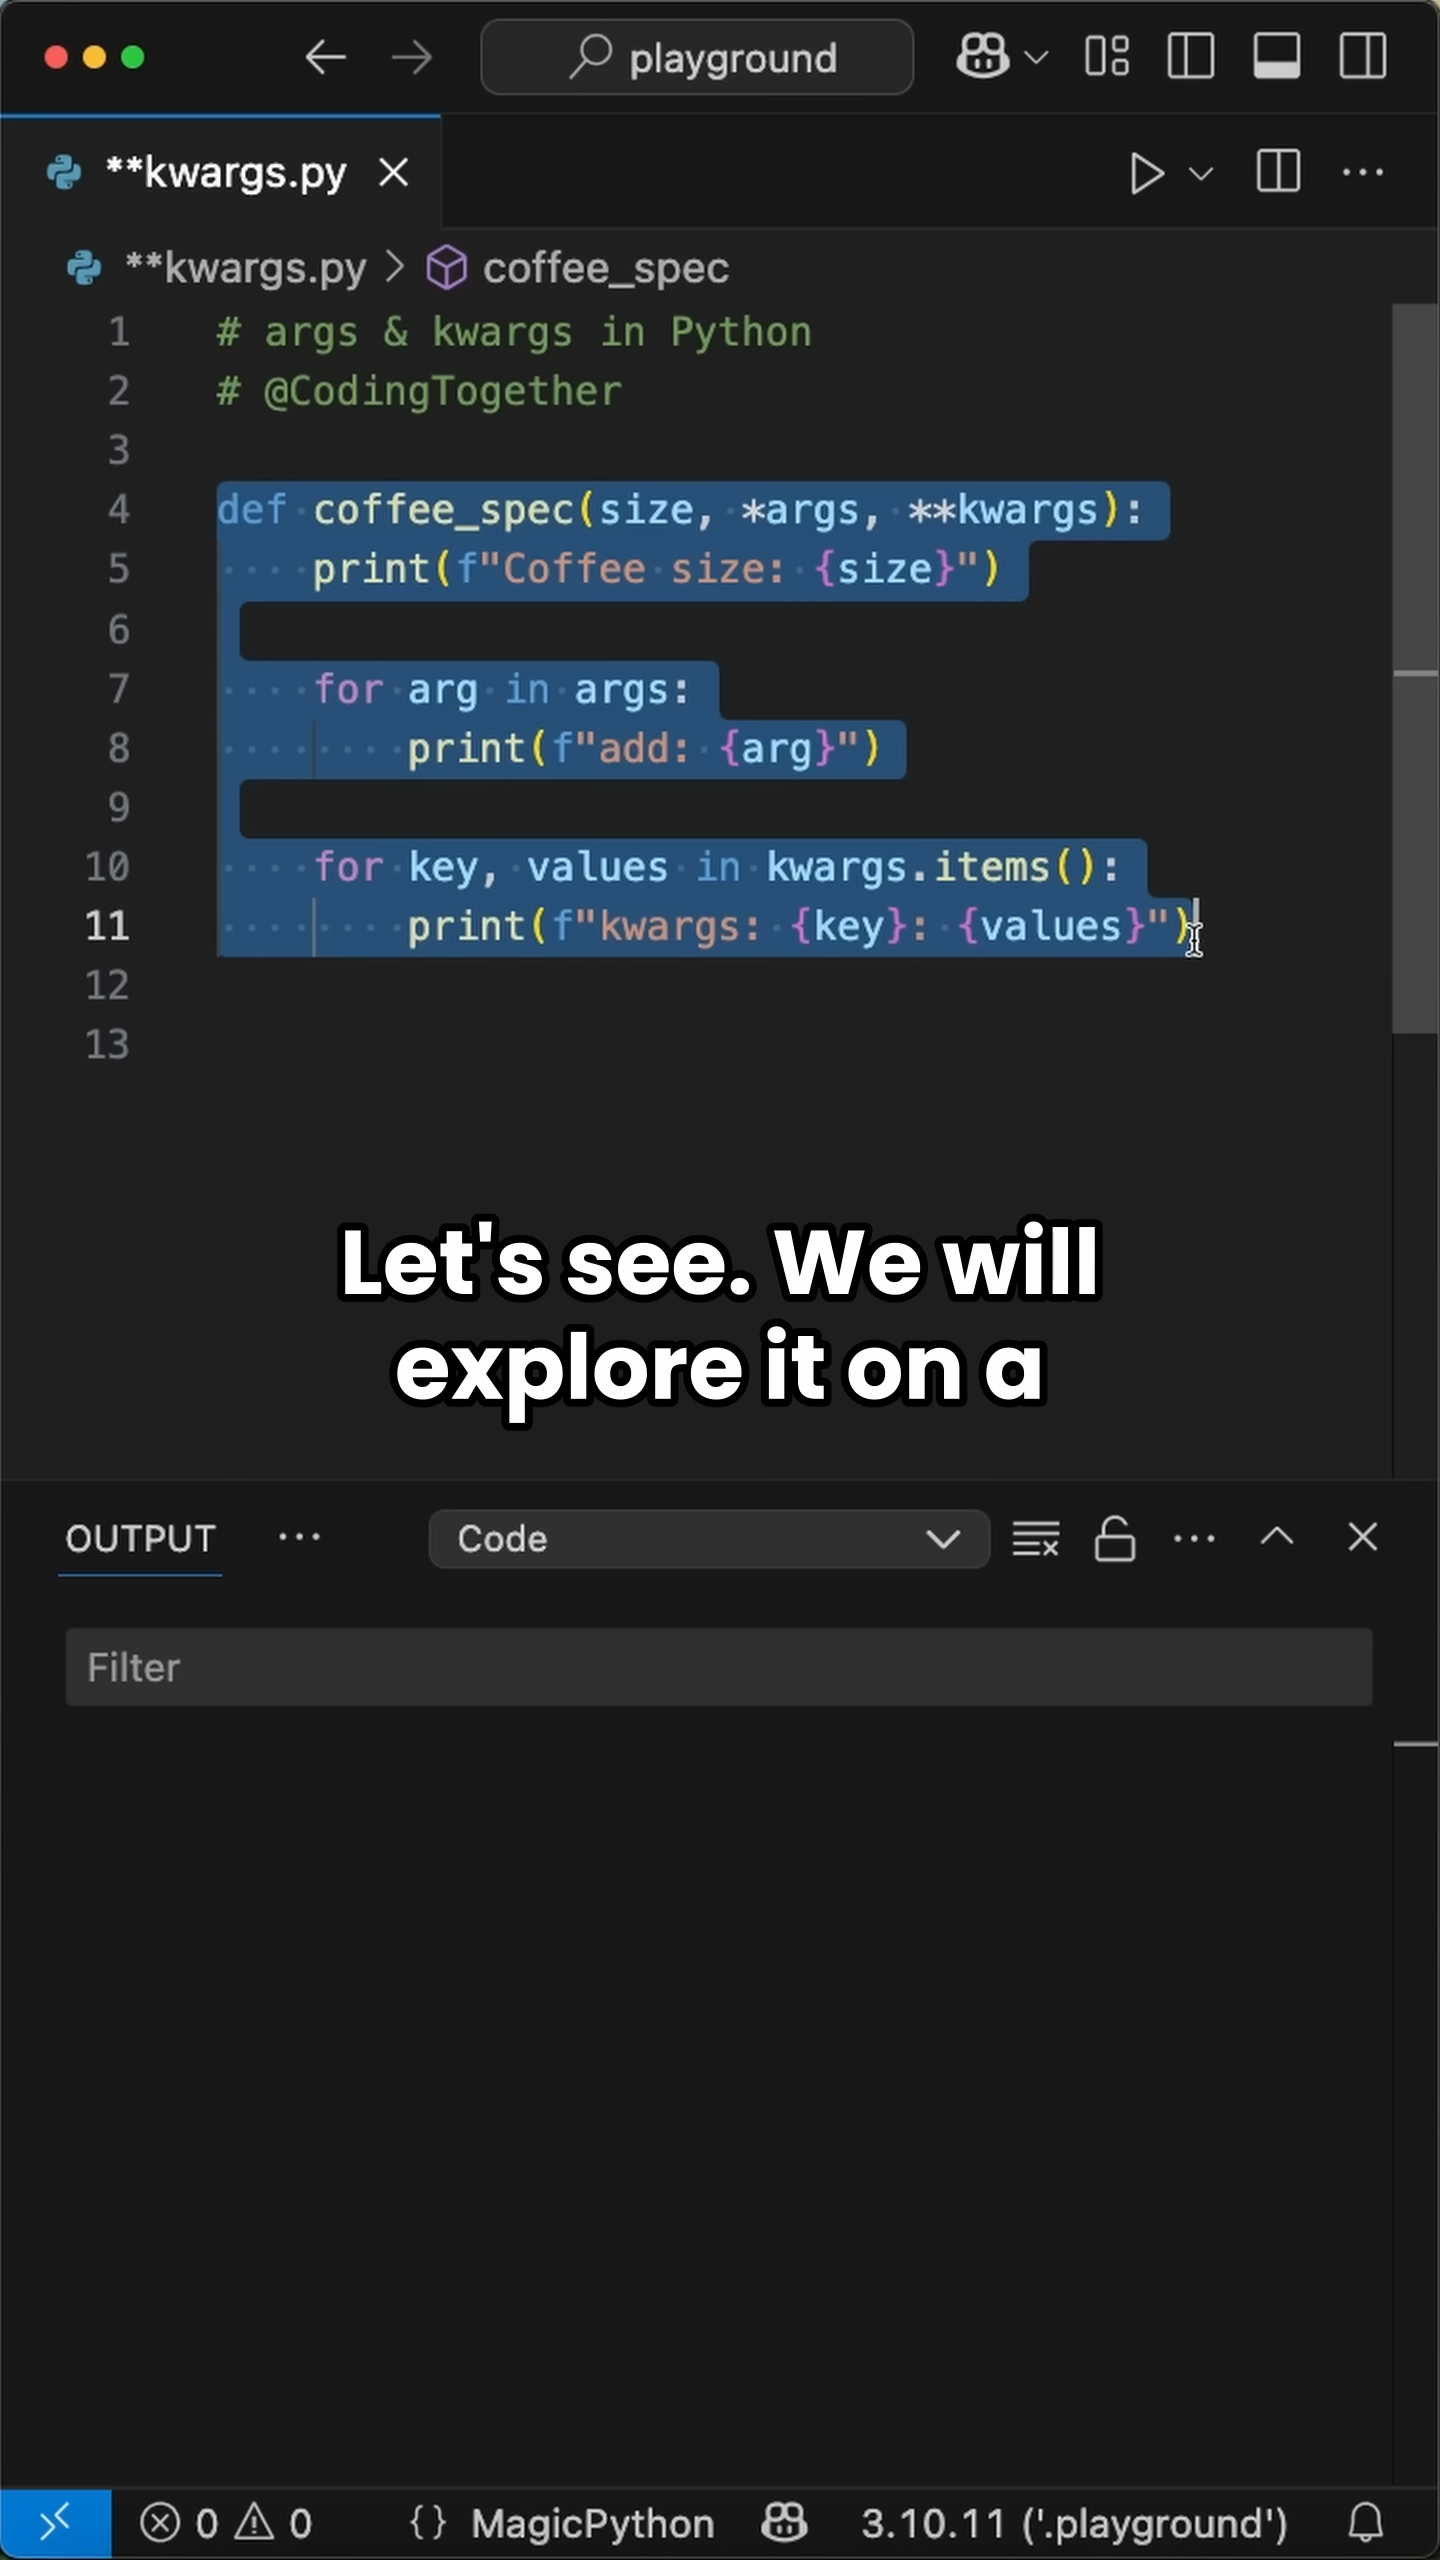 playground
**kwargs.py
**kwargs.py > coffee_spec
1 # args & kwargs in Python
2 # @CodingTogether
3
4 def coffee_spec(size, *args, **kwargs):
5     print(f"Coffee size: {size}")
6
7     for arg in args:
8         print(f"add: {arg}")
9
10     for key, values in kwargs.items():
11         print(f"kwargs: {key}: {values}")
12
13
Let's see. We will
explore it on a
OUTPUT ··· Code
Filter
0 0 {} MagicPython 3.10.11 ('.playground')